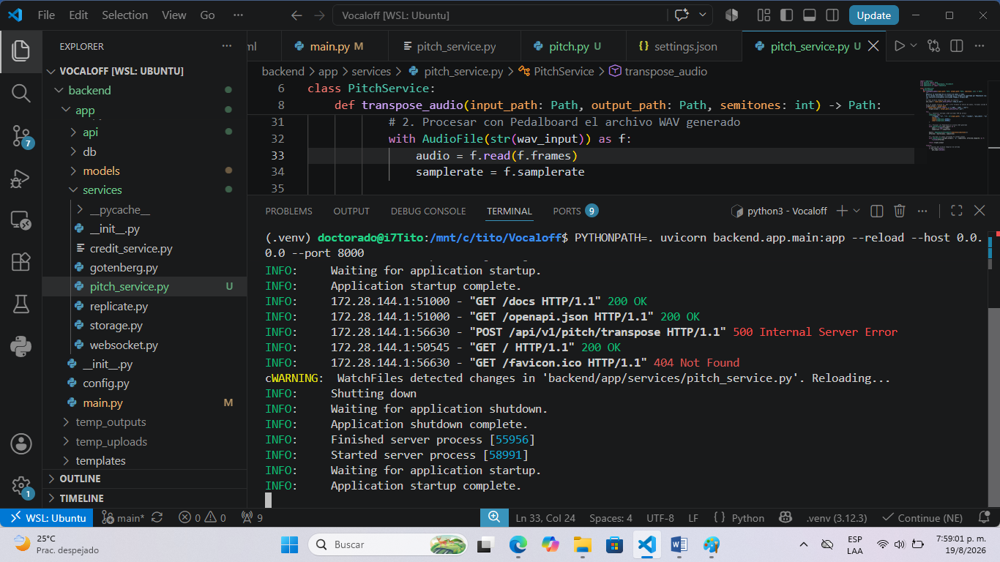 File Edit Selection View Go ··· Vocaloff [WSL: Ubuntu] Update
EXPLORER ···
ml main.py M pitch_service.py pitch.py U settings.json pitch_service.py U
VOCALOFF [WSL: UBUNTU]
backend
app
api
db
models
services
__pycache__
__init__.py
credit_service.py
gotenberg.py
pitch_service.py U
replicate.py
storage.py
websocket.py
__init__.py
config.py
main.py M
temp_outputs
temp_uploads
templates
OUTLINE
TIMELINE
7
1
backend > app > services > pitch_service.py > PitchService > transpose_audio
6 class PitchService:
8 def transpose_audio(input_path: Path, output_path: Path, semitones: int) -> Path:
31 # 2. Procesar con Pedalboard el archivo WAV generado
32 with AudioFile(str(wav_input)) as f:
33 audio = f.read(f.frames)
34 samplerate = f.samplerate
35
PROBLEMS OUTPUT DEBUG CONSOLE TERMINAL PORTS 9 python3 - Vocaloff
(.venv) doctorado@i7Tito:/mnt/c/tito/Vocaloff$ PYTHONPATH=. uvicorn backend.app.main:app --reload --host 0.0.
0.0 --port 8000
INFO: Waiting for application startup.
INFO: Application startup complete.
INFO: 172.28.144.1:51000 - "GET /docs HTTP/1.1" 200 OK
INFO: 172.28.144.1:51000 - "GET /openapi.json HTTP/1.1" 200 OK
INFO: 172.28.144.1:56630 - "POST /api/v1/pitch/transpose HTTP/1.1" 500 Internal Server Error
INFO: 172.28.144.1:50545 - "GET / HTTP/1.1" 200 OK
INFO: 172.28.144.1:56630 - "GET /favicon.ico HTTP/1.1" 404 Not Found
cWARNING: WatchFiles detected changes in 'backend/app/services/pitch_service.py'. Reloading...
INFO: Shutting down
INFO: Waiting for application shutdown.
INFO: Application shutdown complete.
INFO: Finished server process [55956]
INFO: Started server process [58991]
INFO: Waiting for application startup.
INFO: Application startup complete.
WSL: Ubuntu main* 0 0 9 Ln 33, Col 24 Spaces: 4 UTF-8 LF {} Python .venv (3.12.3) Continue (NE)
25°C
Prac. despejado
Buscar
ESP
LAA
7:59:01 p. m.
19/8/2026